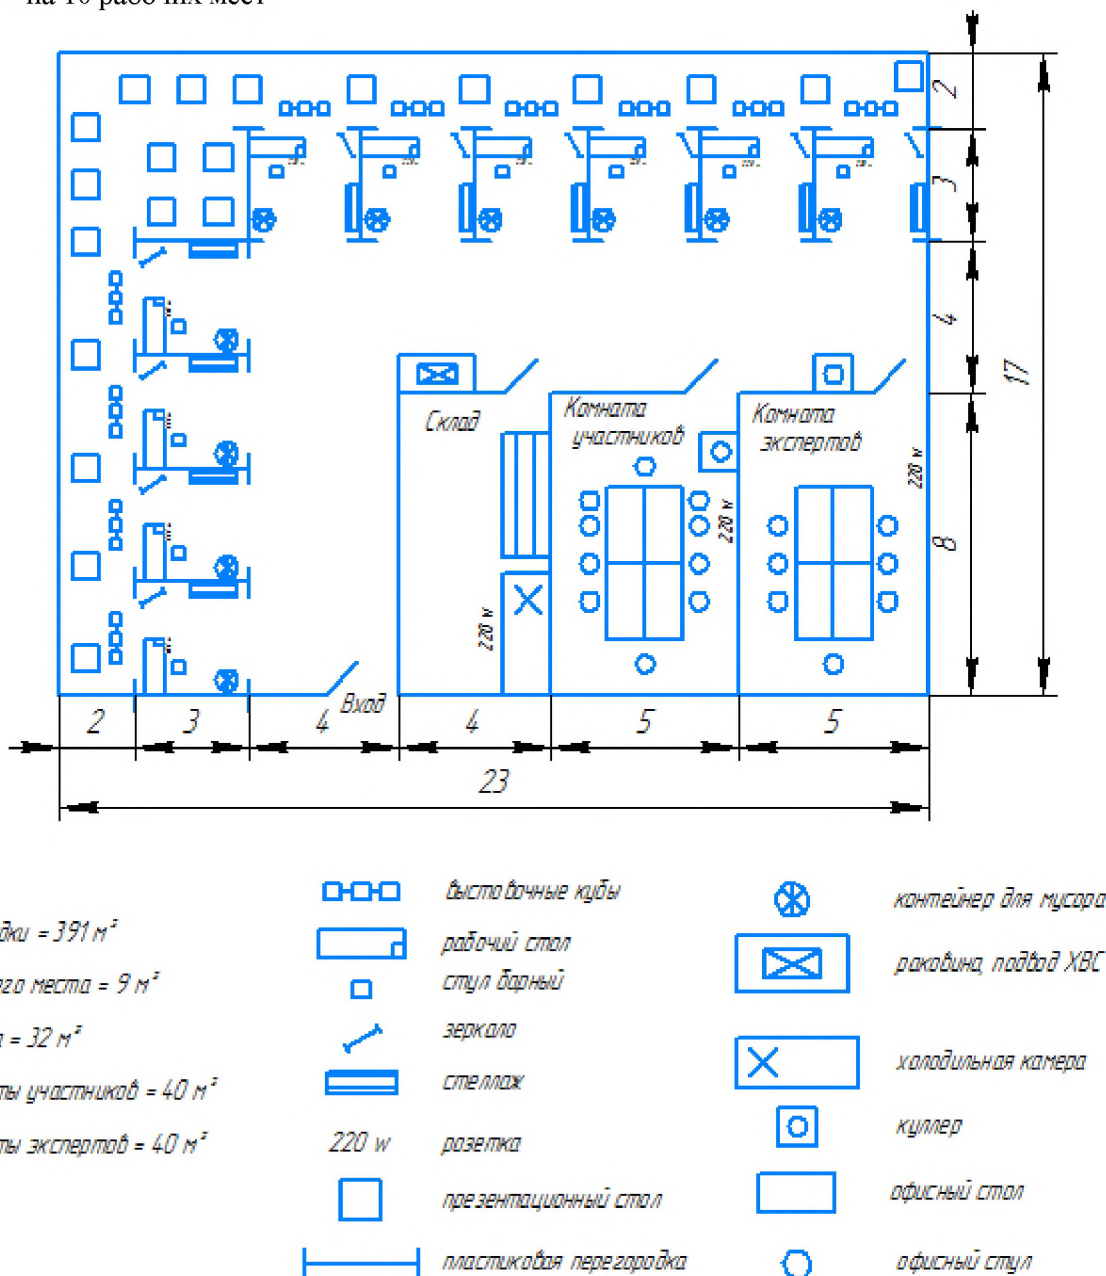 на 10 рабочих мест
2
3
4
17
8
Склад
Комната
участников
Комната
экспертов
220 w
220 w
220 w
Вход
2
3
4
4
5
5
23
дки = 391 м²
его места = 9 м²
а = 32 м²
ты участников = 40 м²
ты экспертов = 40 м²
выставочные кубы
рабочий стол
стул барный
зеркало
стеллаж
220 w розетка
презентационный стол
пластиковая перегородка
контейнер для мусора
раковина, подвод ХВС
холодильная камера
куллер
офисный стол
офисный стул